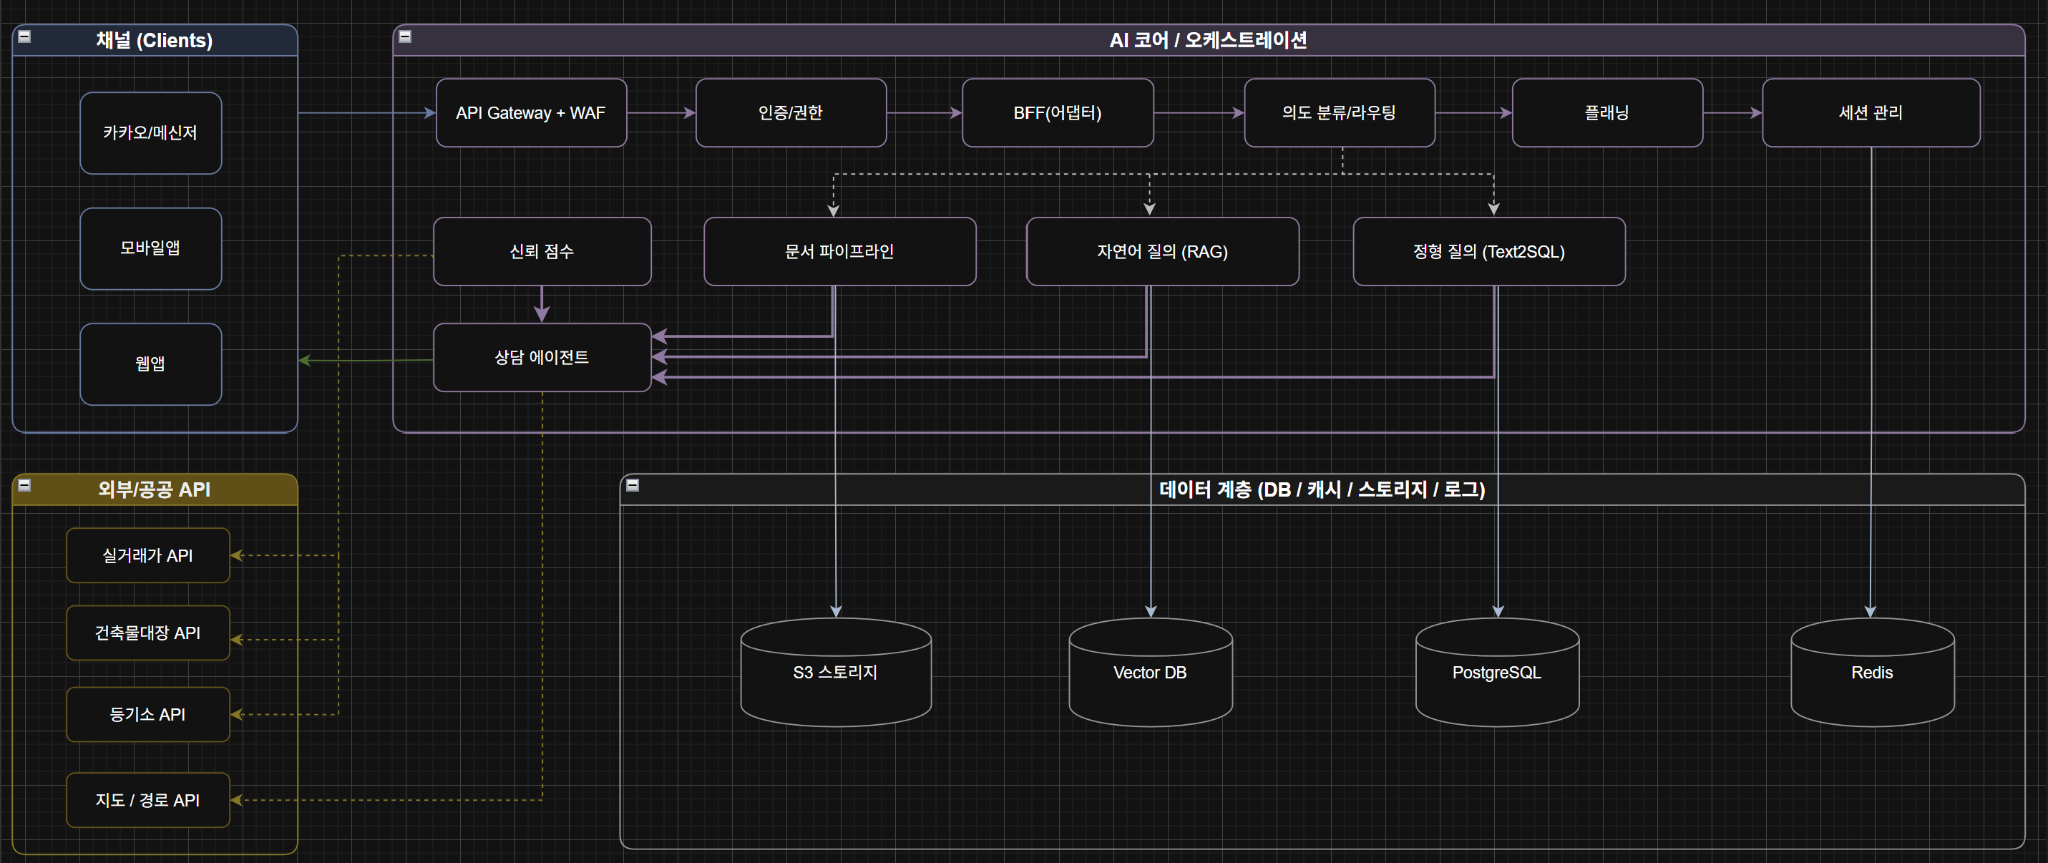 채널 (Clients)
카카오/메신저
모바일앱
웹앱
AI 코어 / 오케스트레이션
API Gateway + WAF
인증/권한
BFF(어댑터)
의도 분류/라우팅
플래닝
세션 관리
신뢰 점수
문서 파이프라인
자연어 질의 (RAG)
정형 질의 (Text2SQL)
상담 에이전트
외부/공공 API
실거래가 API
건축물대장 API
등기소 API
지도 / 경로 API
데이터 계층 (DB / 캐시 / 스토리지 / 로그)
S3 스토리지
Vector DB
PostgreSQL
Redis